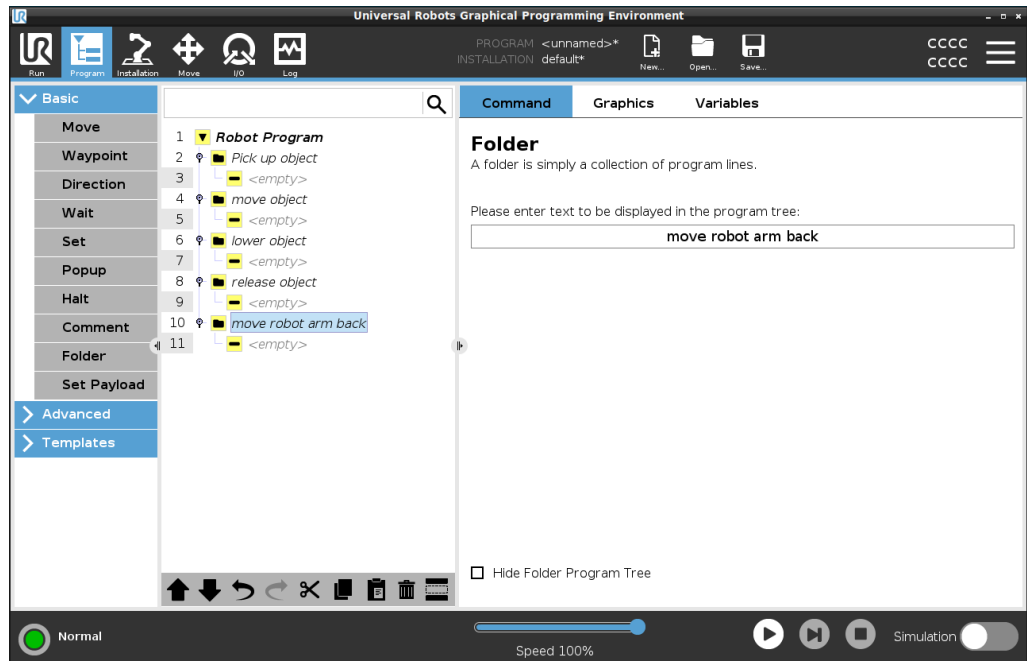 Universal Robots Graphical Programming Environment
PROGRAM <unnamed>*
INSTALLATION default*
CCCC
CCCC
Run
Program
Installation
Move
I/O
Log
New...
Open...
Save...
Basic
Move
Waypoint
Direction
Wait
Set
Popup
Halt
Comment
Folder
Set Payload
Advanced
Templates
1 Robot Program
2 Pick up object
3 <empty>
4 move object
5 <empty>
6 lower object
7 <empty>
8 release object
9 <empty>
10 move robot arm back
11 <empty>
Command Graphics Variables
Folder
A folder is simply a collection of program lines.
Please enter text to be displayed in the program tree:
move robot arm back
Hide Folder Program Tree
Normal
Speed 100%
Simulation